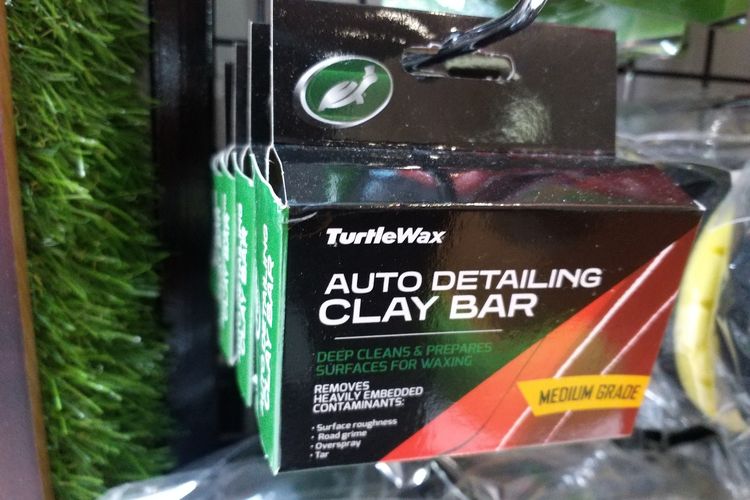 TurtleWax
AUTO DETAILING
CLAY BAR
DEEP CLEANS & PREPARES
SURFACES FOR WAXING
REMOVES
HEAVILY EMBEDDED
CONTAMINANTS:
• Surface roughness
• Road grime
• Overspray
• Tar
MEDIUM GRADE